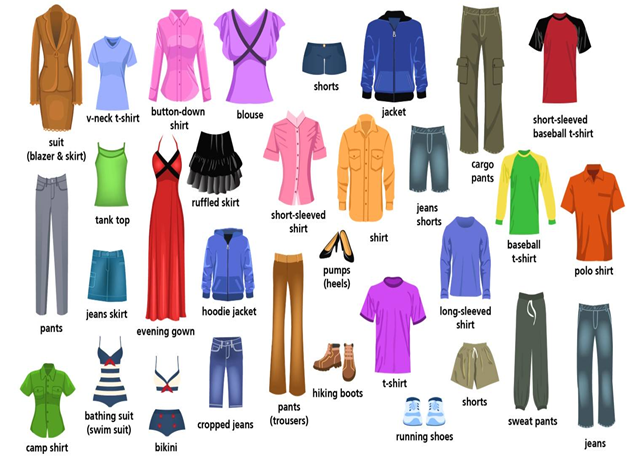 suit
(blazer & skirt)
v-neck t-shirt
button-down
shirt
blouse
shorts
jacket
cargo
pants
short-sleeved
baseball t-shirt
pants
tank top
evening gown
ruffled skirt
short-sleeved
shirt
shirt
jeans
shorts
baseball
t-shirt
polo shirt
jeans skirt
hoodie jacket
pumps
(heels)
long-sleeved
shirt
camp shirt
bathing suit
(swim suit)
bikini
cropped jeans
pants
(trousers)
hiking boots
t-shirt
running shoes
shorts
sweat pants
jeans